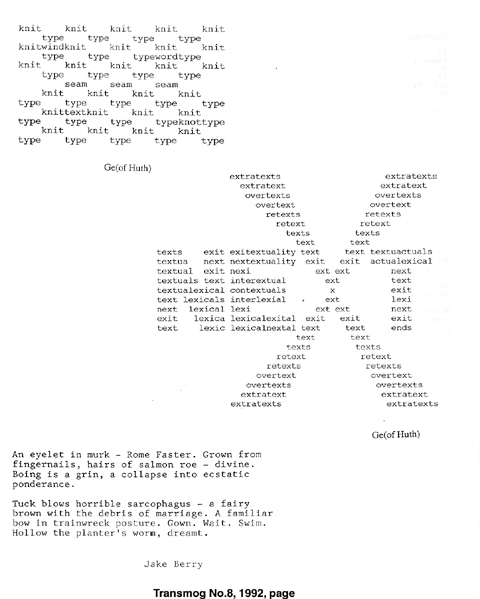 knit    knit    knit    knit    knit
type    type    type    type
knitwindknit    knit    knit    knit
type    type    typewordtype
knit    knit    knit    knit    knit
type    type    type    type
seam    seam    seam
knit    knit    knit    knit
type    type    type    type    type
knittextknit    knit    knit
type    type    type    typeknottype
knit    knit    knit    knit
type    type    type    type    type
Ge(of Huth)
extratexts    extratexts
extratext    extratext
overtexts    overtexts
overtext    overtext
retexts    retexts
retext    retext
texts    texts
text    text
texts    exit exitextuality text    text textuactuals
textua    next nextextuality exit    exit actualexical
textual exit nexi    ext ext    next
textuals text interextual    ext    text
textualexical contextuals    x    exit
text lexicals interlexial    ext    lexi
next lexical lexi    ext ext    next
exit    lexica lexicalexital exit    exit    exit
text    lexic lexicalnextal text    text    ends
text    text
texts    texts
retext    retext
retexts    retexts
overtext    overtext
overtexts    overtexts
extratext    extratext
extratexts    extratexts
Ge(of Huth)
An eyelet in murk - Rome Faster. Grown from
fingernails, hairs of salmon roe - divine.
Boing is a grin, a collapse into ecstatic
ponderance.
Tuck blows horrible sarcophagus - a fairy
brown with the debris of marriage. A familiar
bow in trainwreck posture. Gown. Wait. Swim.
Hollow the planter's worm, dreamt.
Jake Berry
Transmog No.8, 1992, page